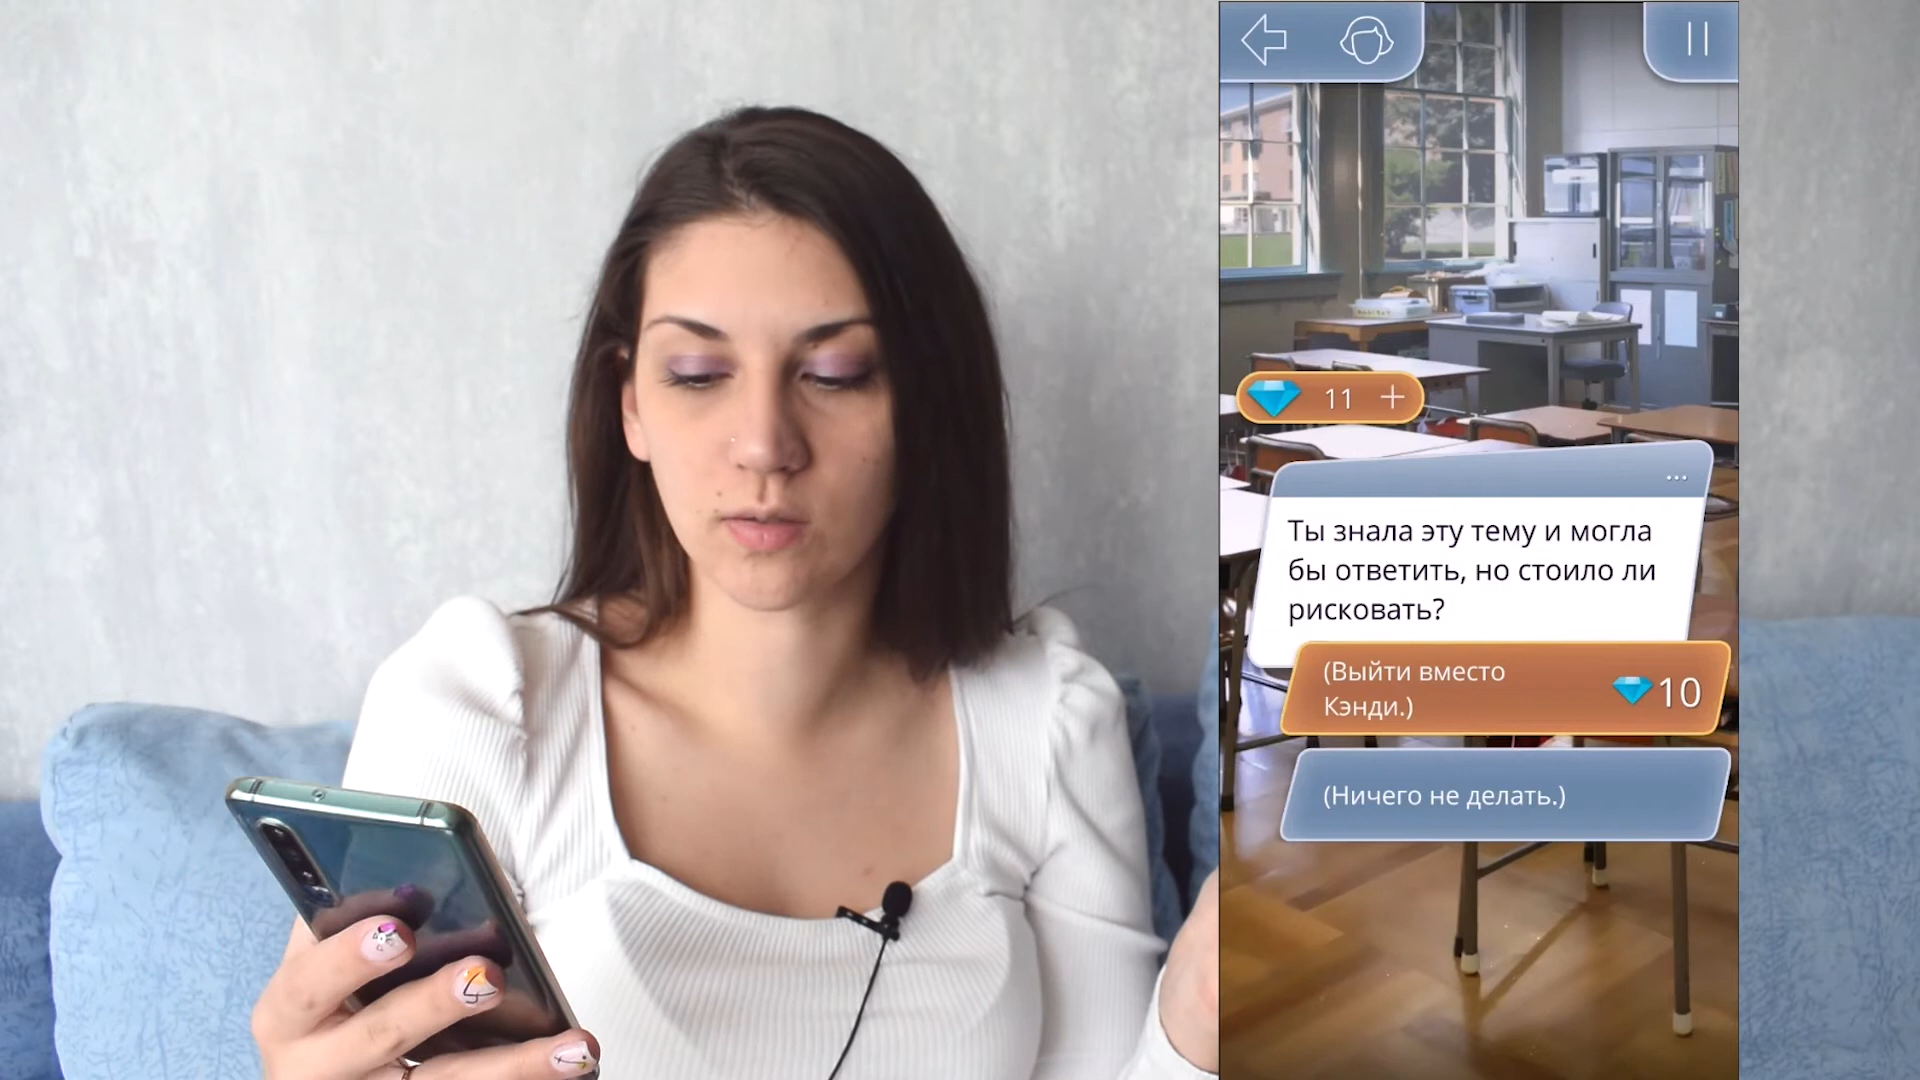 11
...
Ты знала эту тему и могла
бы ответить, но стоило ли
рисковать?
(Выйти вместо
Кэнди.)
10
(Ничего не делать.)